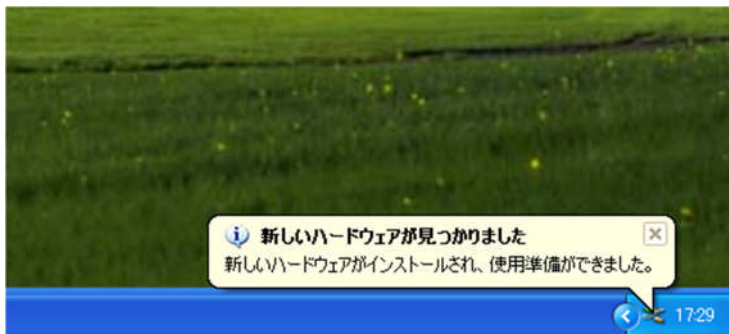 新しいハードウェアが見つかりました
新しいハードウェアがインストールされ、使用準備ができました。
17:29